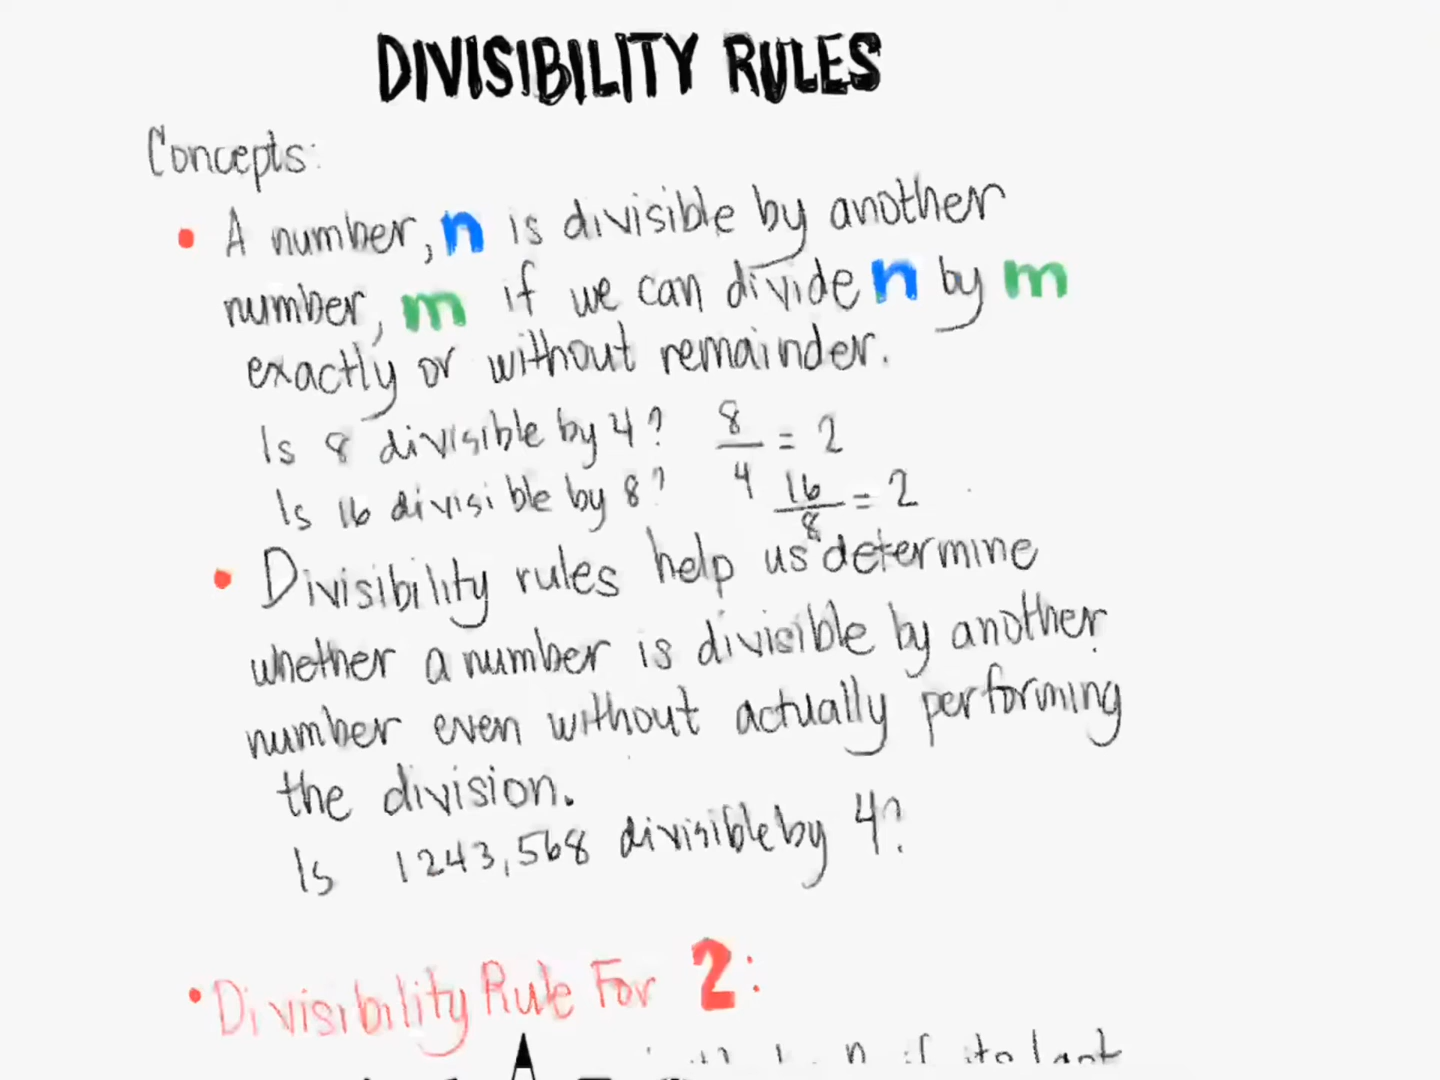 DIVISIBILITY RULES
Concepts:
• A number, n is divisible by another
number, m if we can divide n by m
exactly or without remainder.
Is 8 divisible by 4? 8/4 = 2
Is 16 divisible by 8? 16/8 = 2
• Divisibility rules help us determine
whether a number is divisible by another
number even without actually performing
the division.
Is 1243,568 divisible by 4?
• Divisibility Rule For 2: